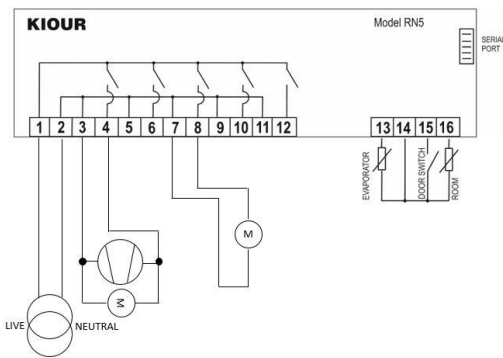 KIOUR
Model RN5
SERIAL
PORT
1 2 3 4 5 6 7 8 9 10 11 12
13 14 15 16
EVAPORATOR
DOOR SWITCH
ROOM
M
M
LIVE
NEUTRAL